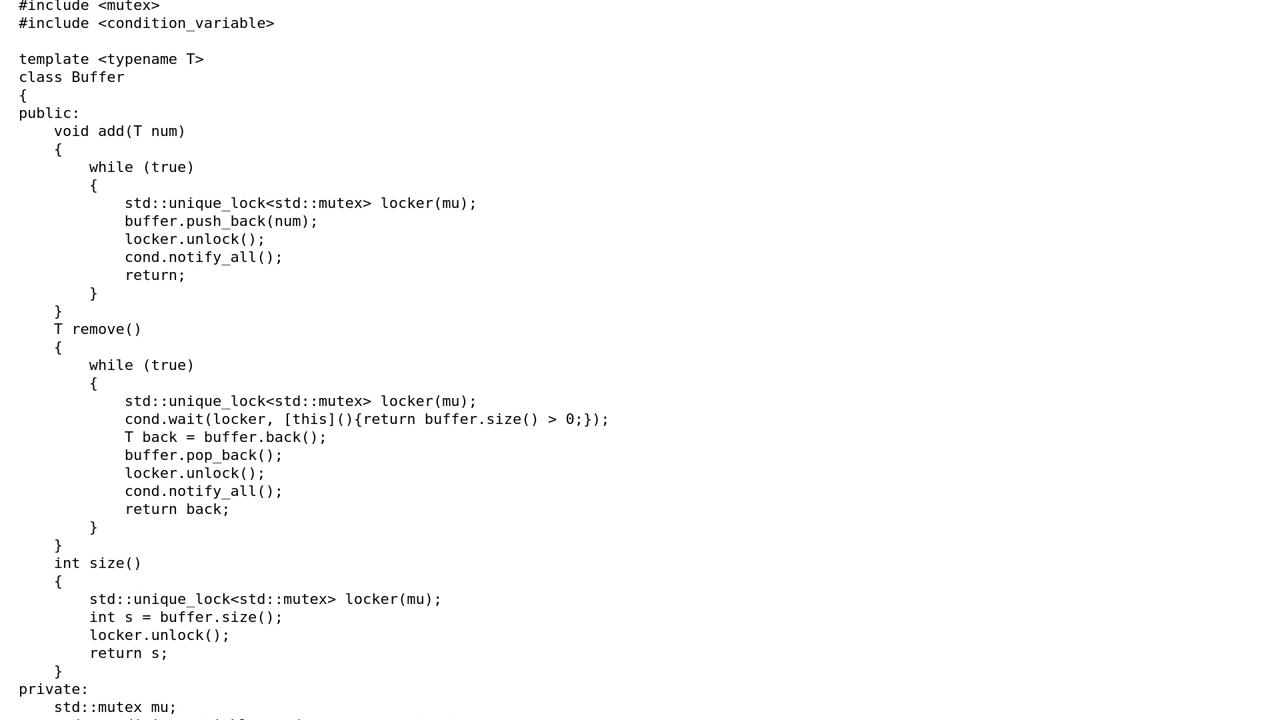 #include <mutex>
#include <condition_variable>

template <typename T>
class Buffer
{
public:
    void add(T num)
    {
        while (true)
        {
            std::unique_lock<std::mutex> locker(mu);
            buffer.push_back(num);
            locker.unlock();
            cond.notify_all();
            return;
        }
    }
    T remove()
    {
        while (true)
        {
            std::unique_lock<std::mutex> locker(mu);
            cond.wait(locker, [this](){return buffer.size() > 0;});
            T back = buffer.back();
            buffer.pop_back();
            locker.unlock();
            cond.notify_all();
            return back;
        }
    }
    int size()
    {
        std::unique_lock<std::mutex> locker(mu);
        int s = buffer.size();
        locker.unlock();
        return s;
    }
private:
    std::mutex mu;